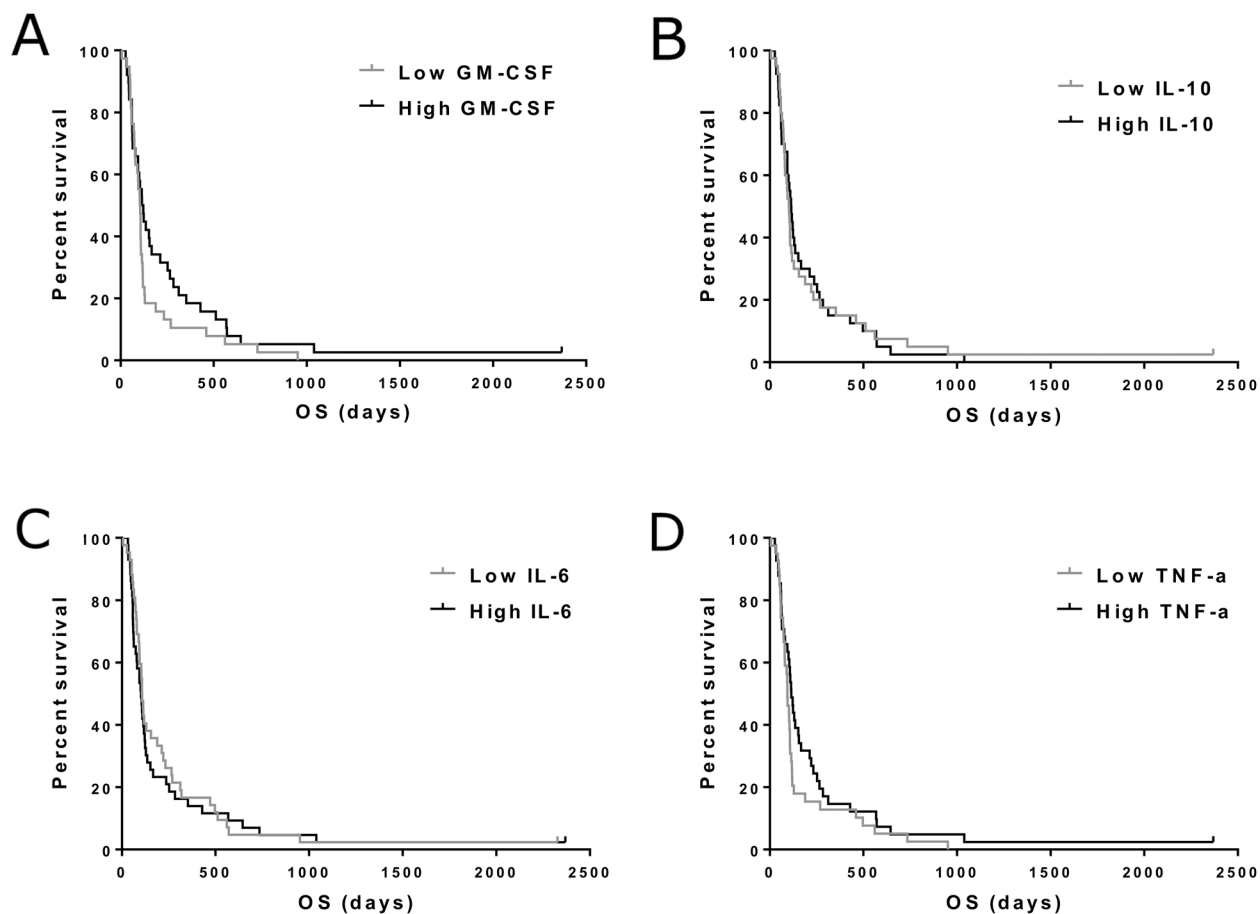 A
100
80
60
40
20
0
Percent survival
Low GM-CSF
High GM-CSF
0 500 1000 1500 2000 2500
OS (days)
B
100
80
60
40
20
0
Percent survival
Low IL-10
High IL-10
0 500 1000 1500 2000 2500
OS (days)
C
100
80
60
40
20
0
Percent survival
Low IL-6
High IL-6
0 500 1000 1500 2000 2500
OS (days)
D
100
80
60
40
20
0
Percent survival
Low TNF-a
High TNF-a
0 500 1000 1500 2000 2500
OS (days)